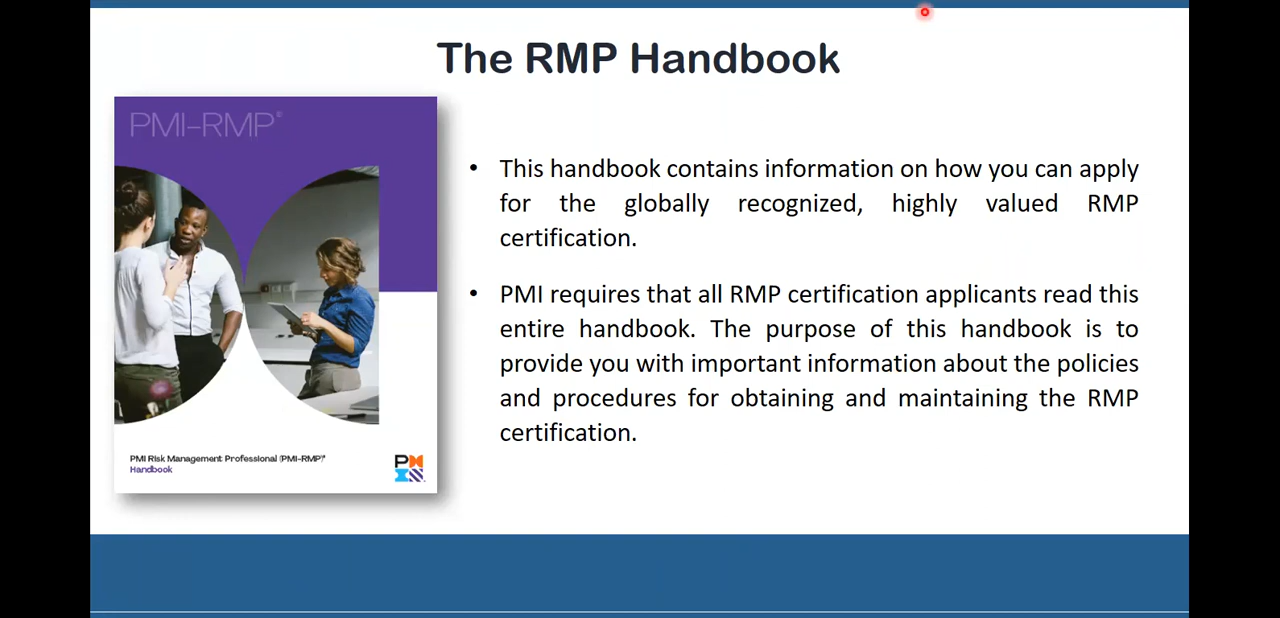 The RMP Handbook
PMI-RMP®
• This handbook contains information on how you can apply
for the globally recognized, highly valued RMP
certification.
• PMI requires that all RMP certification applicants read this
entire handbook. The purpose of this handbook is to
provide you with important information about the policies
and procedures for obtaining and maintaining the RMP
certification.
PMI Risk Management Professional (PMI-RMP)®
Handbook